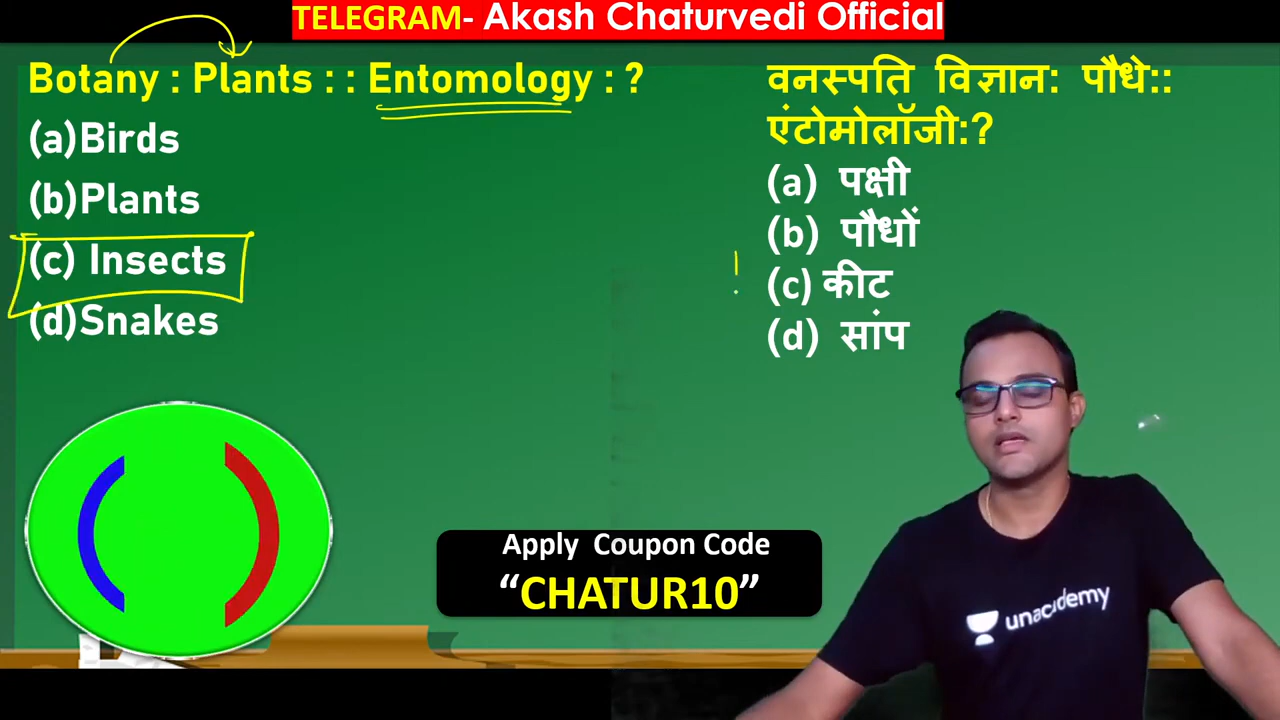 TELEGRAM- Akash Chaturvedi Official
Botany : Plants : : Entomology : ?
(a)Birds
(b)Plants
(c) Insects
(d)Snakes
वनस्पति विज्ञान: पौधे::
एंटोमोलॉजी:?
(a) पक्षी
(b) पौधों
(c) कीट
(d) सांप
Apply Coupon Code
“CHATUR10”
unacademy